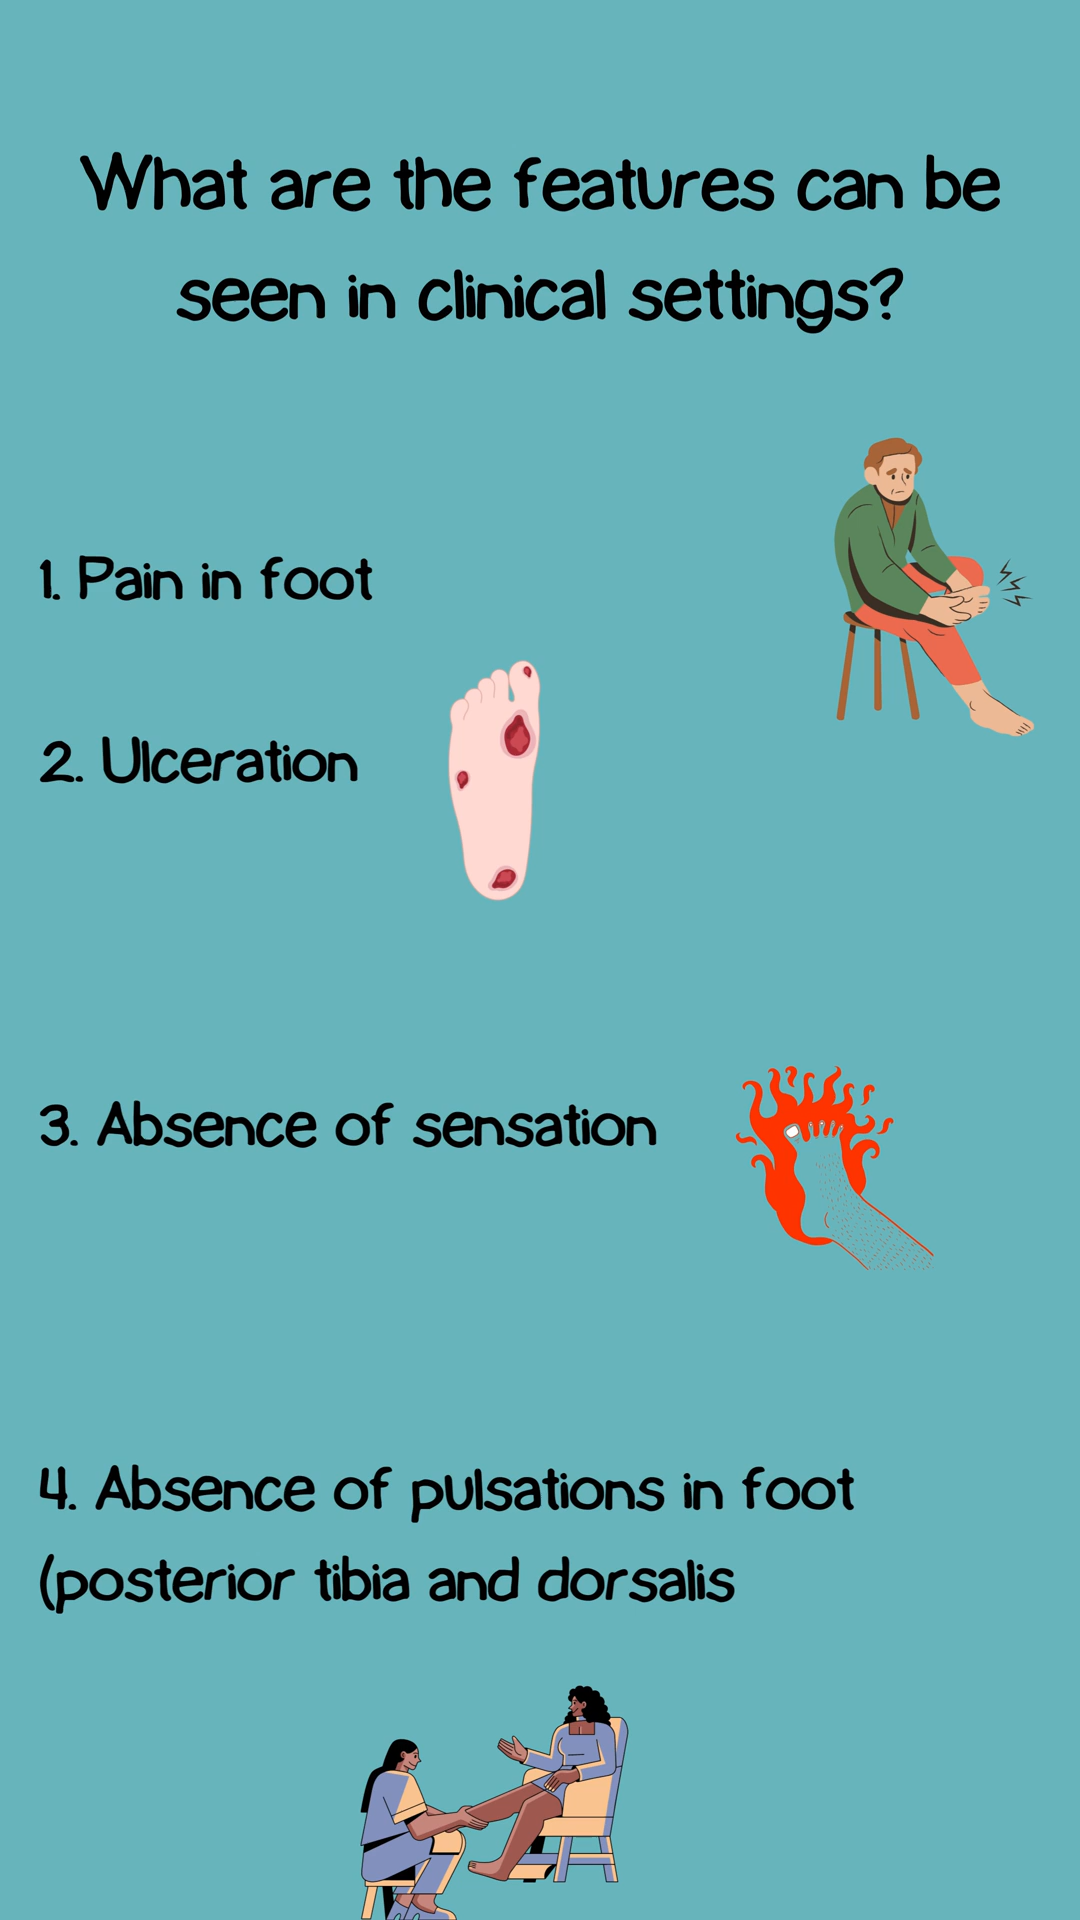 What are the features can be
seen in clinical settings?
1. Pain in foot
2. Ulceration
3. Absence of sensation
4. Absence of pulsations in foot
(posterior tibia and dorsalis